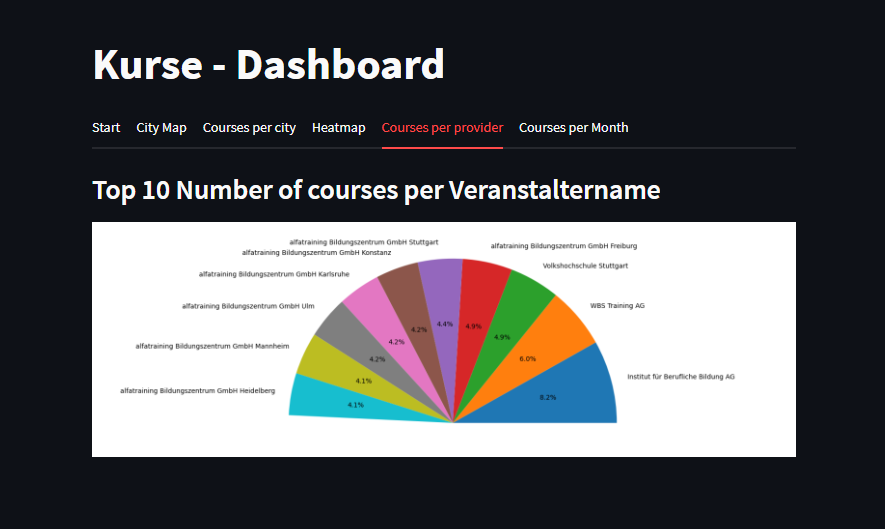 Kurse - Dashboard
Start City Map Courses per city Heatmap Courses per provider Courses per Month
Top 10 Number of courses per Veranstaltername
alfatraining Bildungszentrum GmbH Stuttgart
alfatraining Bildungszentrum GmbH Freiburg
alfatraining Bildungszentrum GmbH Konstanz
Volkshochschule Stuttgart
alfatraining Bildungszentrum GmbH Karlsruhe
alfatraining Bildungszentrum GmbH Ulm
WBS Training AG
alfatraining Bildungszentrum GmbH Mannheim
Institut für Berufliche Bildung AG
alfatraining Bildungszentrum GmbH Heidelberg
4.4%
4.9%
4.2%
4.9%
4.2%
4.2%
6.0%
4.1%
8.2%
4.1%